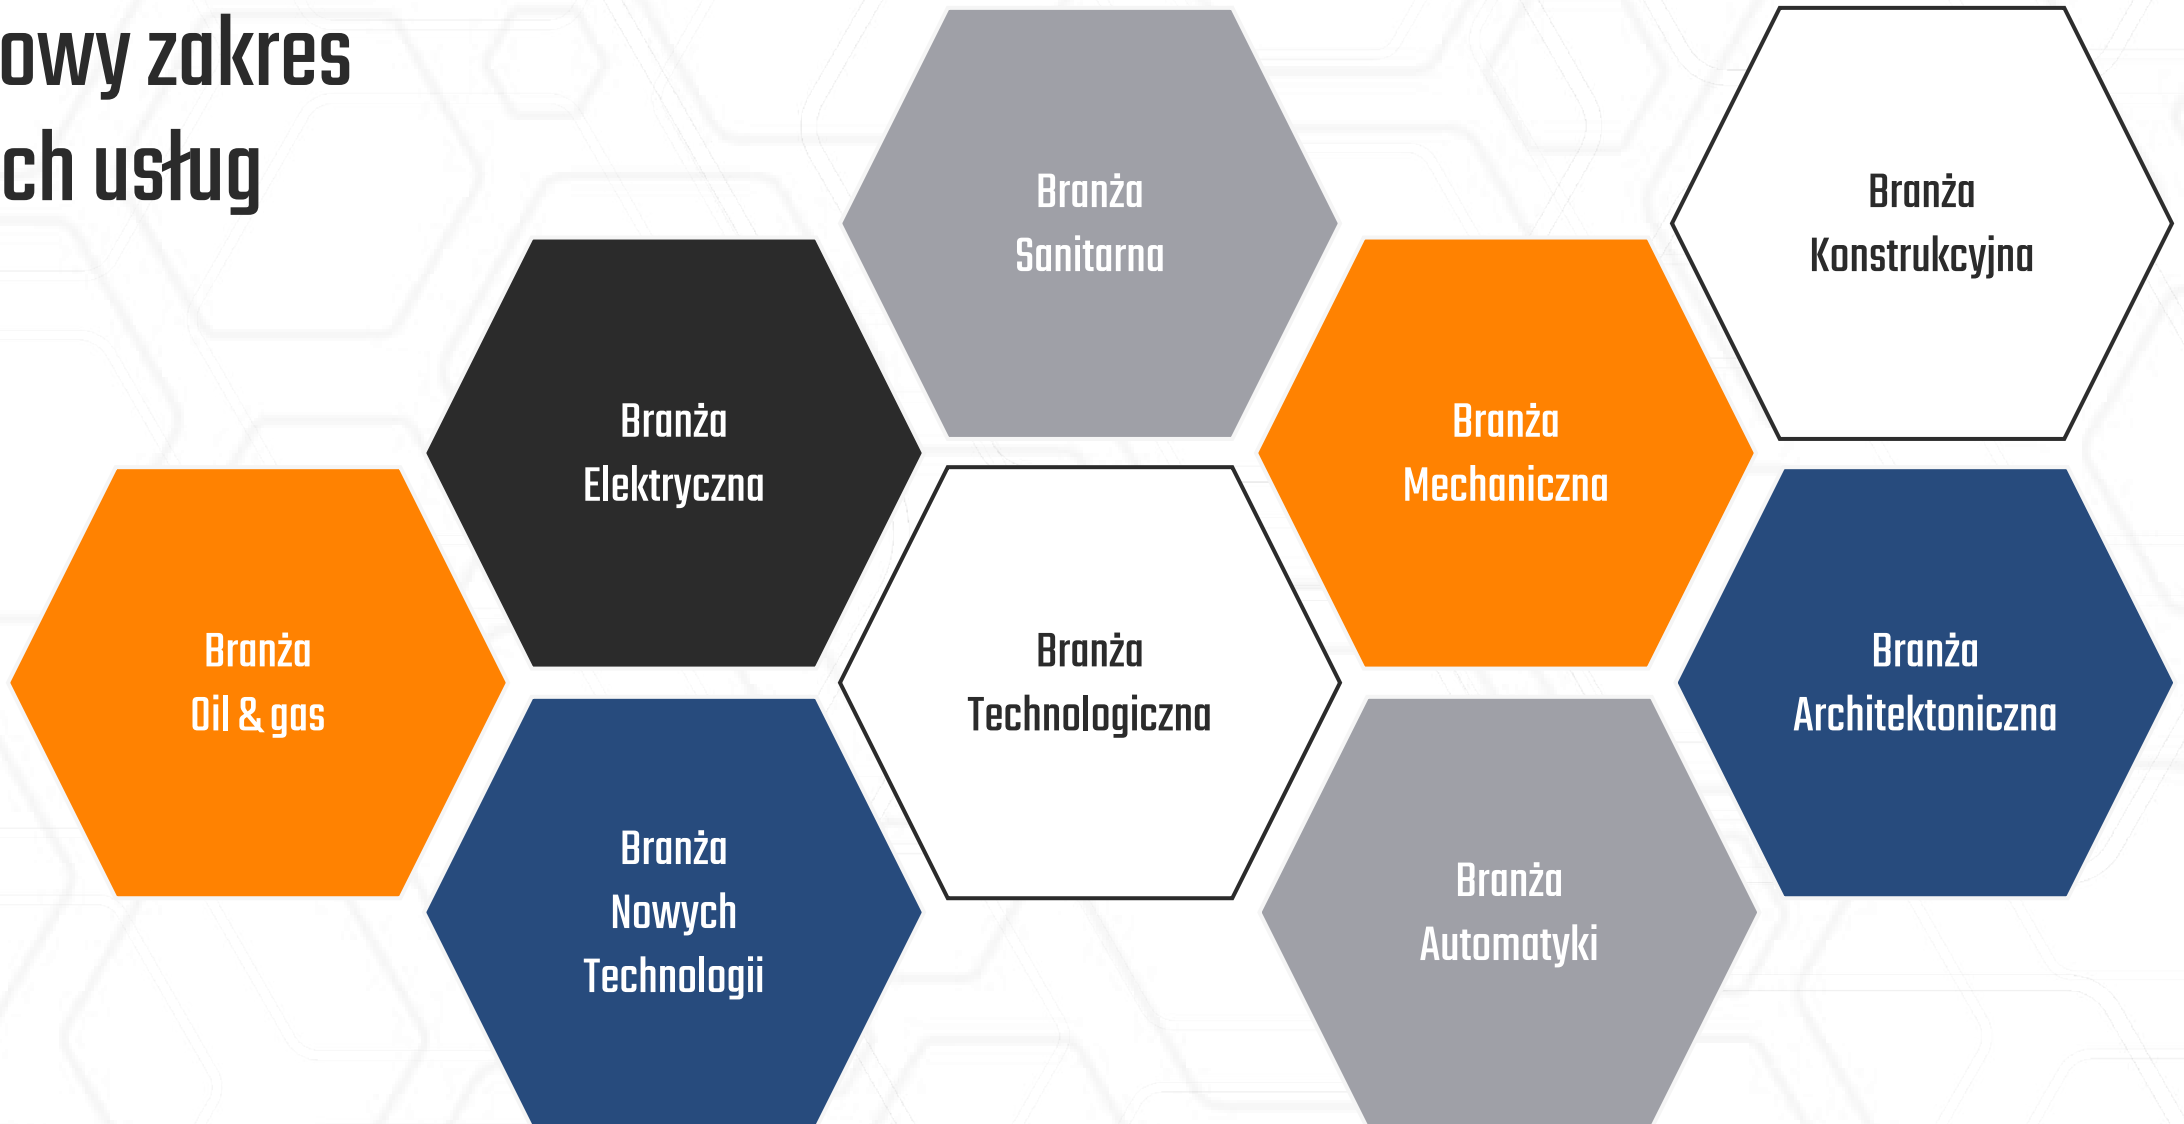 owy zakres
ch usług
Branża
Sanitarna
Branża
Konstrukcyjna
Branża
Elektryczna
Branża
Mechaniczna
Branża
Oil & gas
Branża
Technologiczna
Branża
Architektoniczna
Branża
Nowych
Technologii
Branża
Automatyki